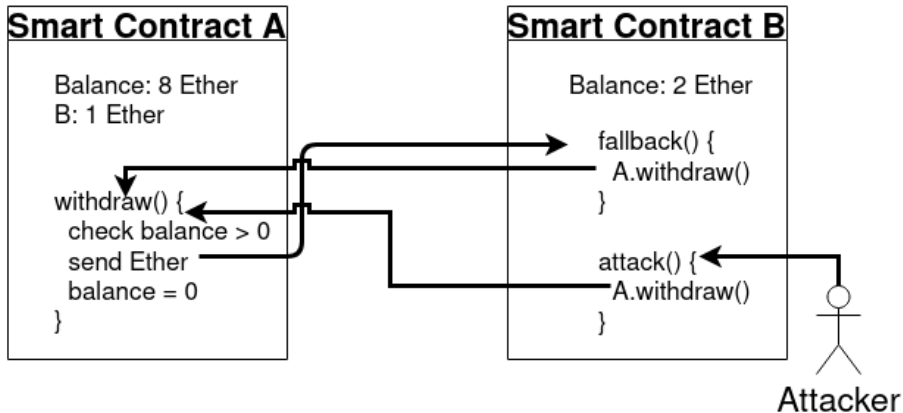 Smart Contract A
Balance: 8 Ether
B: 1 Ether
withdraw() {
check balance > 0
send Ether
balance = 0
}
Smart Contract B
Balance: 2 Ether
fallback() {
A.withdraw()
}
attack() {
A.withdraw()
}
Attacker